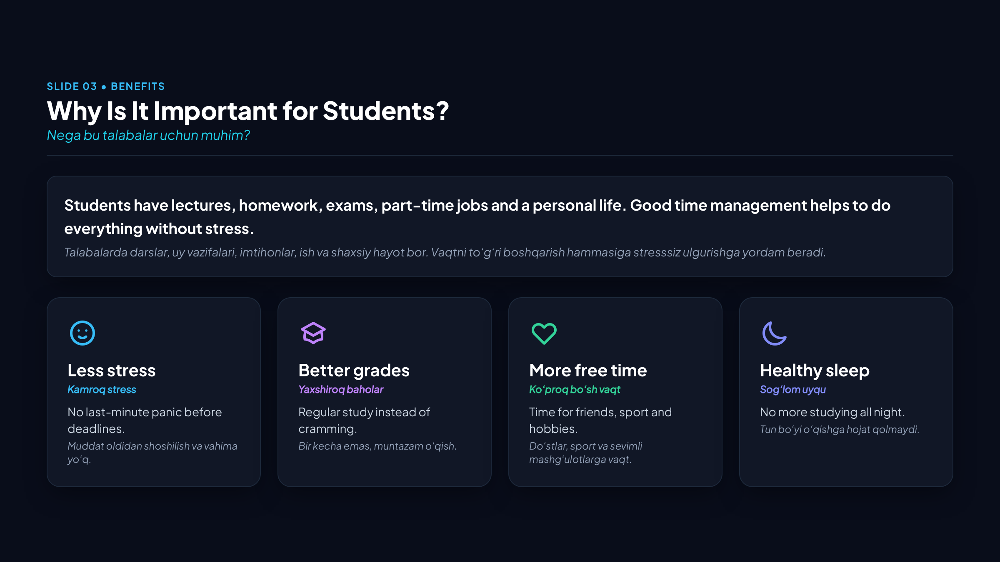 SLIDE 03 • BENEFITS
Why Is It Important for Students?
Nega bu talabalar uchun muhim?
Students have lectures, homework, exams, part-time jobs and a personal life. Good time management helps to do
everything without stress.
Talabalarda darslar, uy vazifalari, imtihonlar, ish va shaxsiy hayot bor. Vaqtni to‘g‘ri boshqarish hammasiga stresssiz ulgurishga yordam beradi.
Less stress
Kamroq stress
No last-minute panic before
deadlines.
Muddat oldidan shoshilish va vahima
yo‘q.
Better grades
Yaxshiroq baholar
Regular study instead of
cramming.
Bir kecha emas, muntazam o‘qish.
More free time
Ko‘proq bo‘sh vaqt
Time for friends, sport and
hobbies.
Do‘stlar, sport va sevimli
mashg‘ulotlarga vaqt.
Healthy sleep
Sog‘lom uyqu
No more studying all night.
Tun bo‘yi o‘qishga hojat qolmaydi.